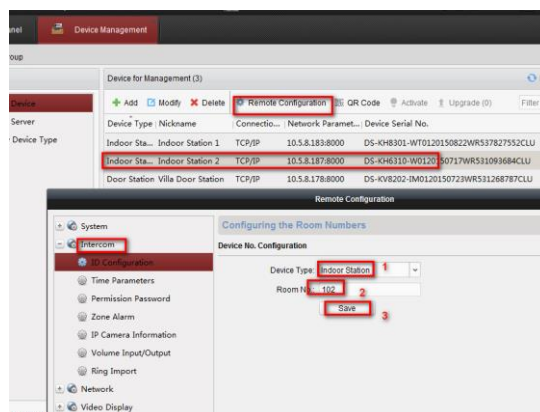 nnel Device Management
oup
Device for Management (3)
Add Modify Delete Remote Configuration QR Code Activate Upgrade (0) Filter
Device
Server
Device Type
Device Type Nickname Connectio... Network Paramet... Device Serial No.
Indoor Sta... Indoor Station 1 TCP/IP 10.5.8.183:8000 DS-KH8301-WT0120150822WR537827552CLU
Indoor Sta... Indoor Station 2 TCP/IP 10.5.8.187:8000 DS-KH6310-W0120150717WR531093684CLU
Door Station Villa Door Station TCP/IP 10.5.8.178:8000 DS-KV8202-IM0120150723WR531268787CLU
Remote Configuration
System
Intercom
ID Configuration
Time Parameters
Permission Password
Zone Alarm
IP Camera Information
Volume Input/Output
Ring Import
Network
Video Display
Configuring the Room Numbers
Device No. Configuration
Device Type: Indoor Station 1
Room N.: 102 2
Save 3